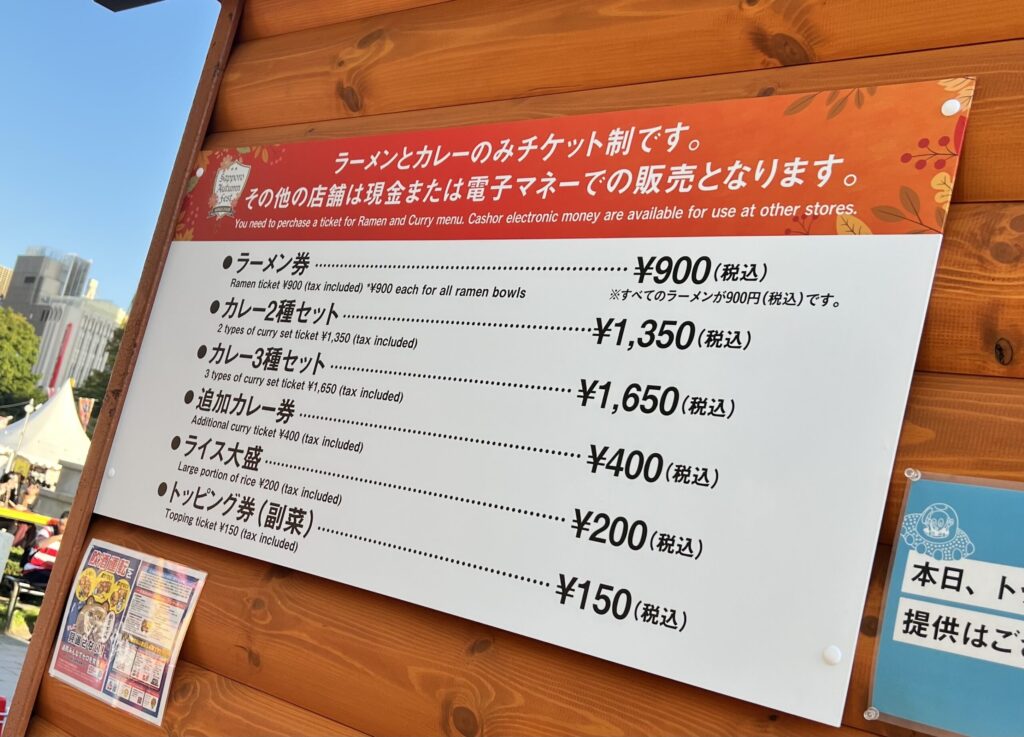 Sapporo
Autumn
Fest
ラーメンとカレーのみチケット制です。
その他の店舗は現金または電子マネーでの販売となります。
You need to purchase a ticket for Ramen and Curry menu. Cashor electronic money are available for use at other stores.
●ラーメン券 ¥900(税込)
Ramen ticket ¥900 (tax included) *¥900 each for all ramen bowls
※すべてのラーメンが900円(税込)です。
●カレー2種セット ¥1,350(税込)
2 types of curry set ticket ¥1,350 (tax included)
●カレー3種セット ¥1,650(税込)
3 types of curry set ticket ¥1,650 (tax included)
●追加カレー券 ¥400(税込)
Additional curry ticket ¥400 (tax included)
●ライス大盛 ¥200(税込)
Large portion of rice ¥200 (tax included)
●トッピング券(副菜) ¥150(税込)
Topping ticket ¥150 (tax included)
飲酒運転を
本日、ト
提供はご